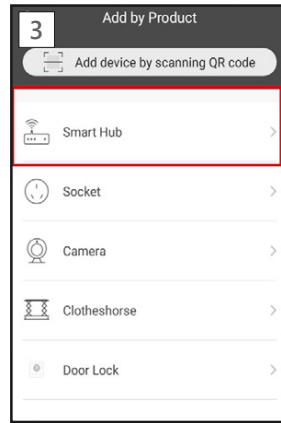 3
Add by Product
Add device by scanning QR code
Smart Hub
Socket
Camera
Clotheshorse
Door Lock